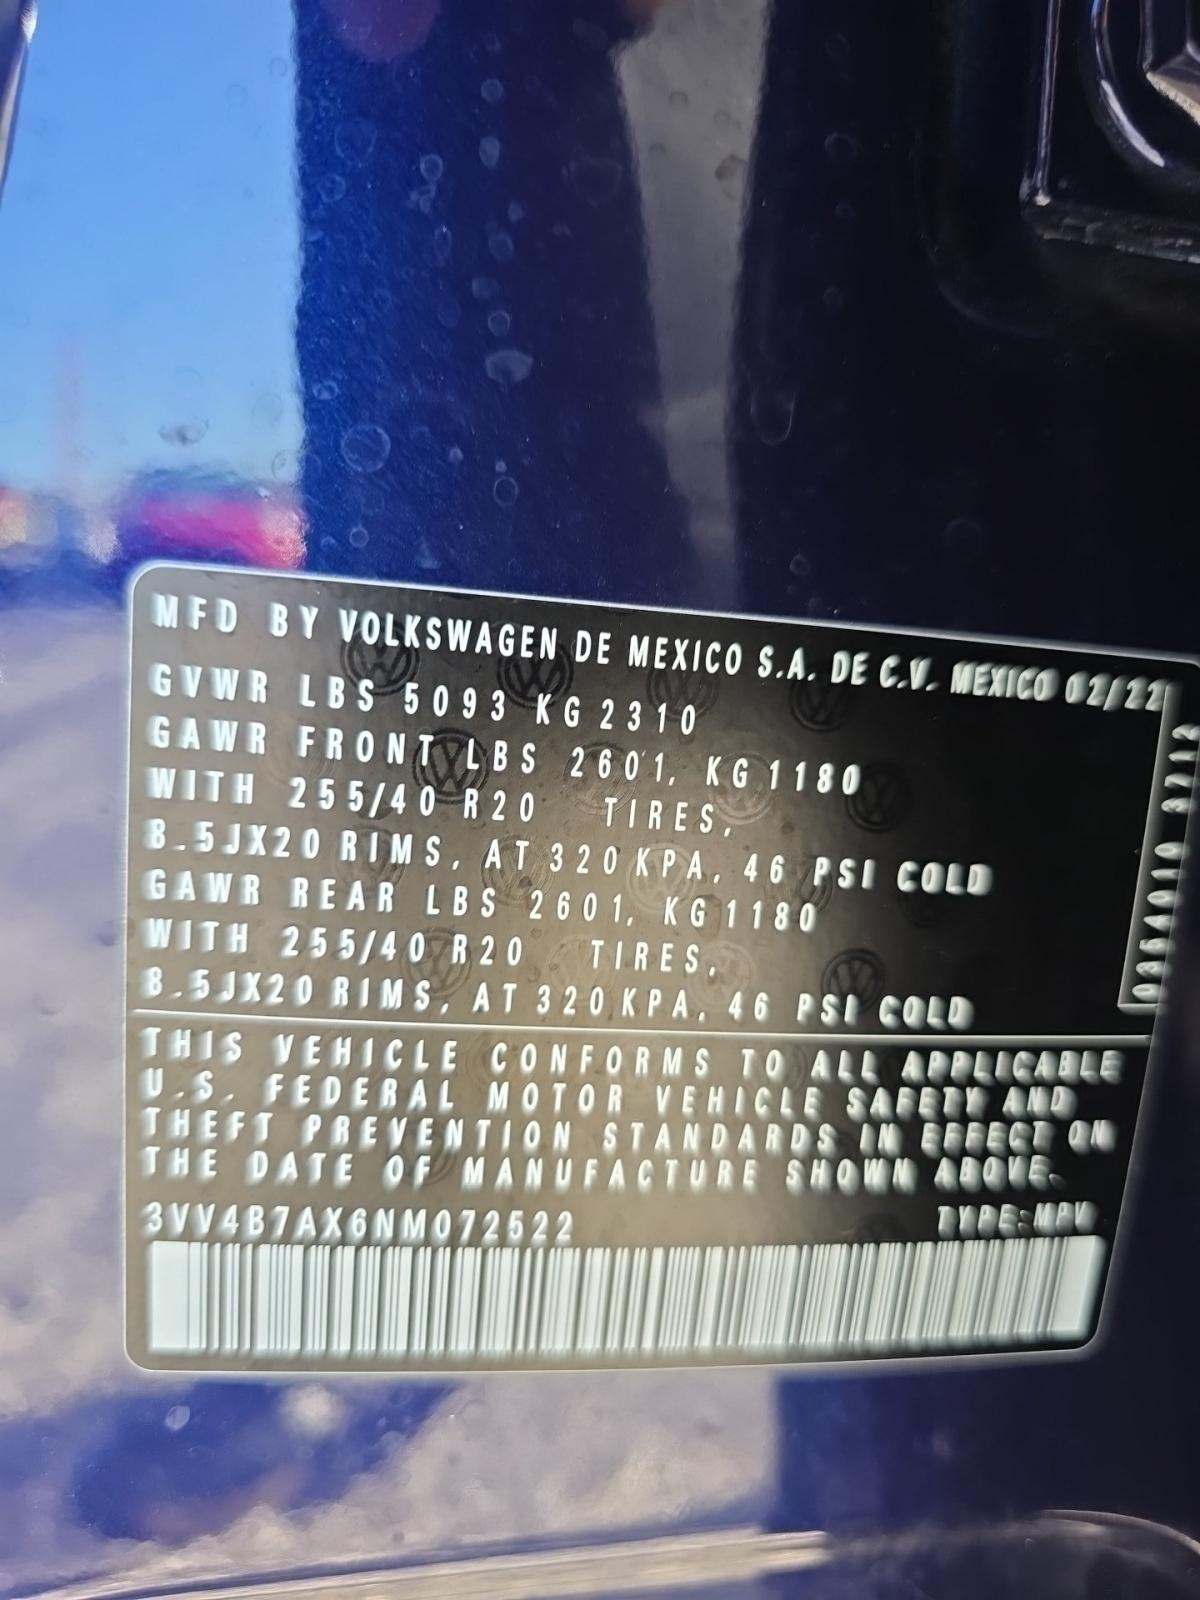 MFD BY VOLKSWAGEN DE MEXICO S.A. DE C.V. MEXICO 02/22
GVWR LBS 5093 KG 2310
GAWR FRONT LBS 2601, KG 1180
WITH 255/40 R20 TIRES,
8.5JX20 RIMS, AT 320 KPA, 46 PSI COLD
GAWR REAR LBS 2601, KG 1180
WITH 255/40 R20 TIRES,
8.5JX20 RIMS, AT 320 KPA, 46 PSI COLD
THIS VEHICLE CONFORMS TO ALL APPLICABLE
U.S. FEDERAL MOTOR VEHICLE SAFETY AND
THEFT PREVENTION STANDARDS IN EFFECT ON
THE DATE OF MANUFACTURE SHOWN ABOVE.
3VV4B7AX6NM072522 TYPE:MPV